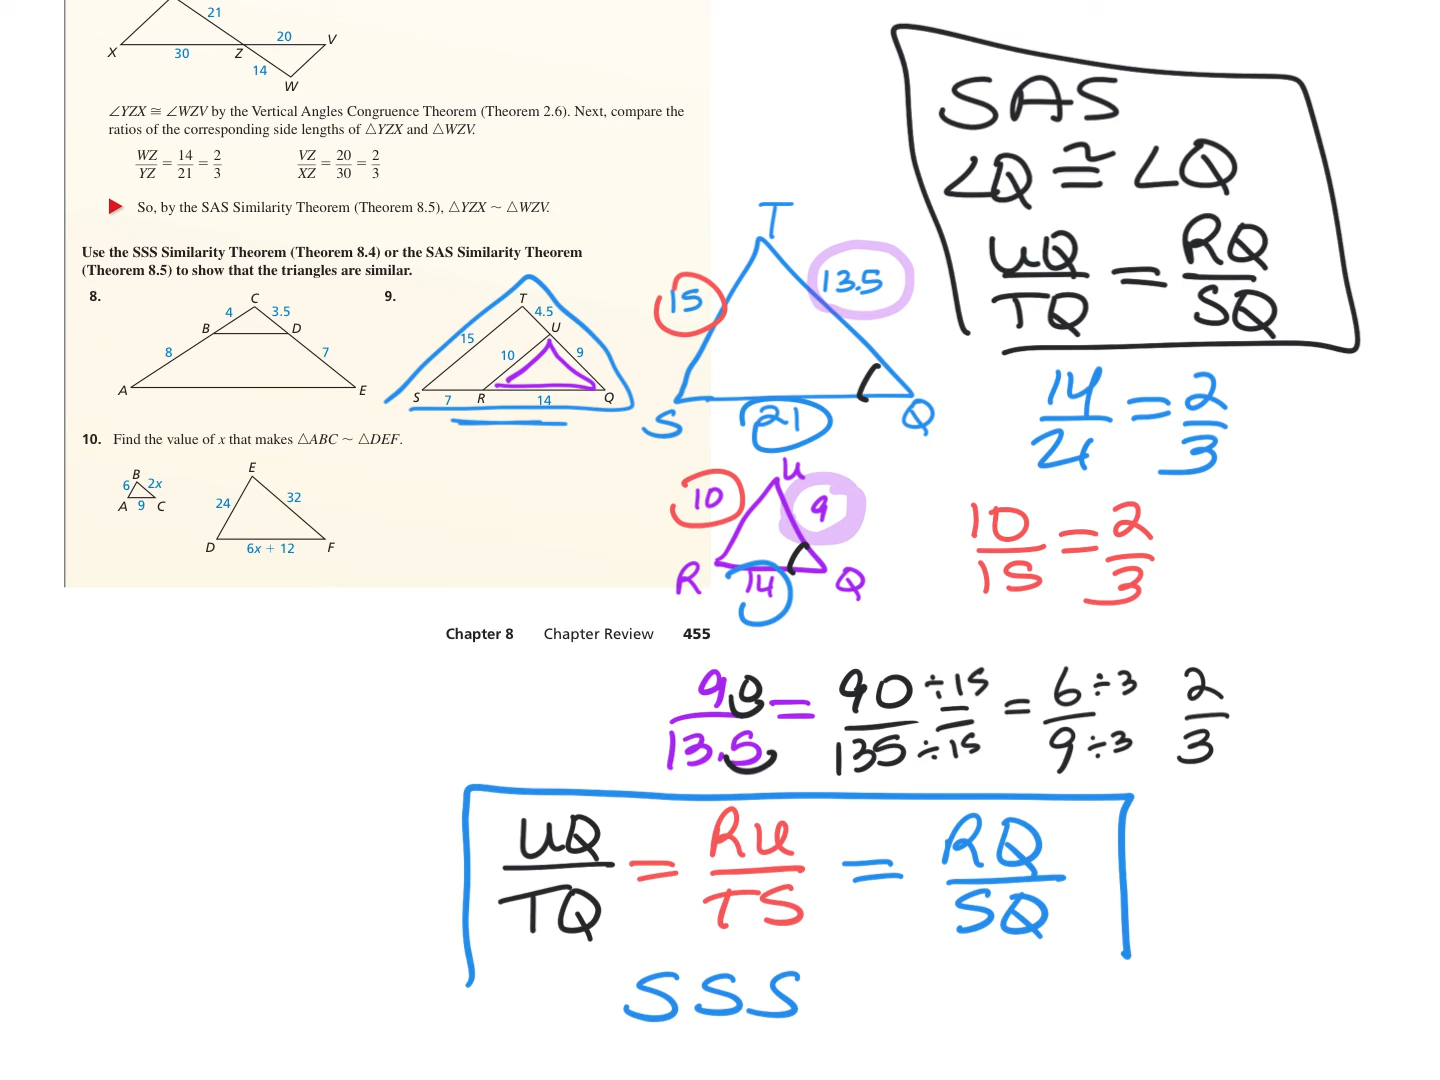 21
20
V
X
30
Z
14
W
∠YZX ≅ ∠WZV by the Vertical Angles Congruence Theorem (Theorem 2.6). Next, compare the
ratios of the corresponding side lengths of △YZX and △WZV.
WZ/YZ = 14/21 = 2/3 VZ/XZ = 20/30 = 2/3
So, by the SAS Similarity Theorem (Theorem 8.5), △YZX ~ △WZV.
Use the SSS Similarity Theorem (Theorem 8.4) or the SAS Similarity Theorem
(Theorem 8.5) to show that the triangles are similar.
8.
C
4 3.5
B D
8 7
A E
9.
T
4.5
U
15
10 9
S 7 R 14 Q
10. Find the value of x that makes △ABC ~ △DEF.
B
6 2x
A 9 C
E
24 32
D 6x + 12 F
Chapter 8 Chapter Review 455
T
15 13.5
S 21 Q
U
10 9
R 14 Q
SAS
∠Q ≅ ∠Q
UQ/TQ = RQ/SQ
14/21 = 2/3
10/15 = 2/3
90/13.5 = 90/135 ÷15/÷15 = 6/9 ÷3/÷3 2/3
UQ/TQ = RU/TS = RQ/SQ
SSS